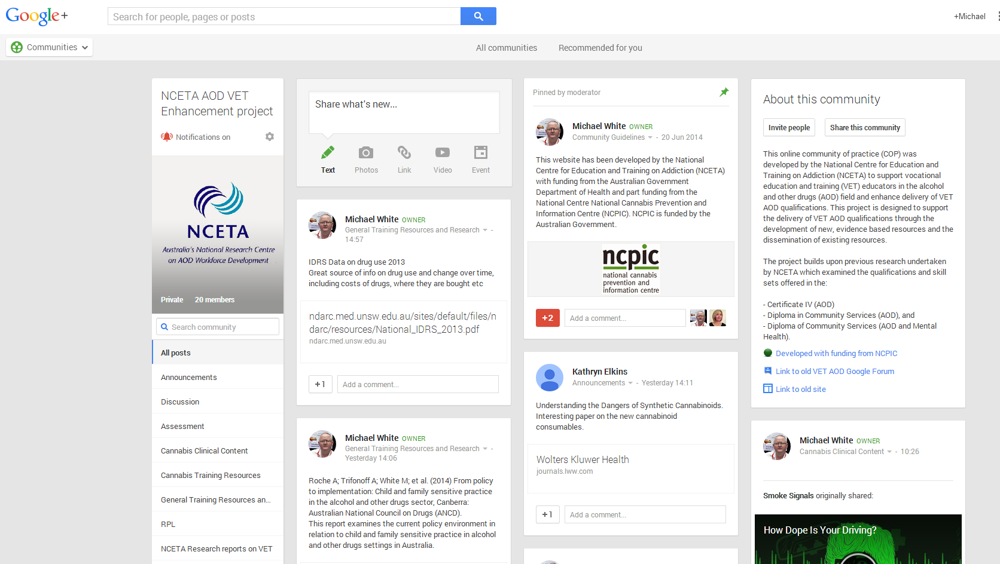 Google+
Search for people, pages or posts
+Michael
Communities
All communities
Recommended for you
NCETA AOD VET
Enhancement project
Notifications on
NCETA
Australia's National Research Centre
on AOD Workforce Development
Private 20 members
Search community
All posts
Announcements
Discussion
Assessment
Cannabis Clinical Content
Cannabis Training Resources
General Training Resources an...
RPL
NCETA Research reports on VET
Share what's new...
Text Photos Link Video Event
Michael White OWNER
General Training Resources and Research -
14:57
IDRS Data on drug use 2013
Great source of info on drug use and change over time,
including costs of drugs, where they are bought etc
ndarc.med.unsw.edu.au/sites/default/files/n
darc/resources/National_IDRS_2013.pdf
ndarc.med.unsw.edu.au
+1 Add a comment...
Michael White OWNER
General Training Resources and Research -
Yesterday 14:06
Roche A; Trifonoff A; White M; et al. (2014) From policy
to implementation: Child and family sensitive practice
in the alcohol and other drugs sector, Canberra:
Australian National Council on Drugs (ANCD).
This report examines the current policy environment in
relation to child and family sensitive practice in alcohol
and other drugs settings in Australia.
Pinned by moderator
Michael White OWNER
Community Guidelines - 20 Jun 2014
This website has been developed by the National
Centre for Education and Training on Addiction (NCETA)
with funding from the Australian Government
Department of Health and part funding from the
National Centre National Cannabis Prevention and
Information Centre (NCPIC). NCPIC is funded by the
Australian Government.
ncpic
national cannabis
prevention and
information centre
+2 Add a comment...
Kathryn Elkins
Announcements - Yesterday 14:11
Understanding the Dangers of Synthetic Cannabinoids.
Interesting paper on the new cannabinoid
consumables.
Wolters Kluwer Health
journals.lww.com
+1 Add a comment...
About this community
Invite people Share this community
This online community of practice (COP) was
developed by the National Centre for Education and
Training on Addiction (NCETA) to support vocational
education and training (VET) educators in the alcohol
and other drugs (AOD) field and enhance delivery of VET
AOD qualifications. This project is designed to support
the delivery of VET AOD qualifications through the
development of new, evidence based resources and the
dissemination of existing resources.
The project builds upon previous research undertaken
by NCETA which examined the qualifications and skill
sets offered in the:
- Certificate IV (AOD)
- Diploma in Community Services (AOD), and
- Diploma of Community Services (AOD and Mental
Health).
Developed with funding from NCPIC
Link to old VET AOD Google Forum
Link to old site
Michael White OWNER
Cannabis Clinical Content - 10:26
Smoke Signals originally shared:
How Dope Is Your Driving?